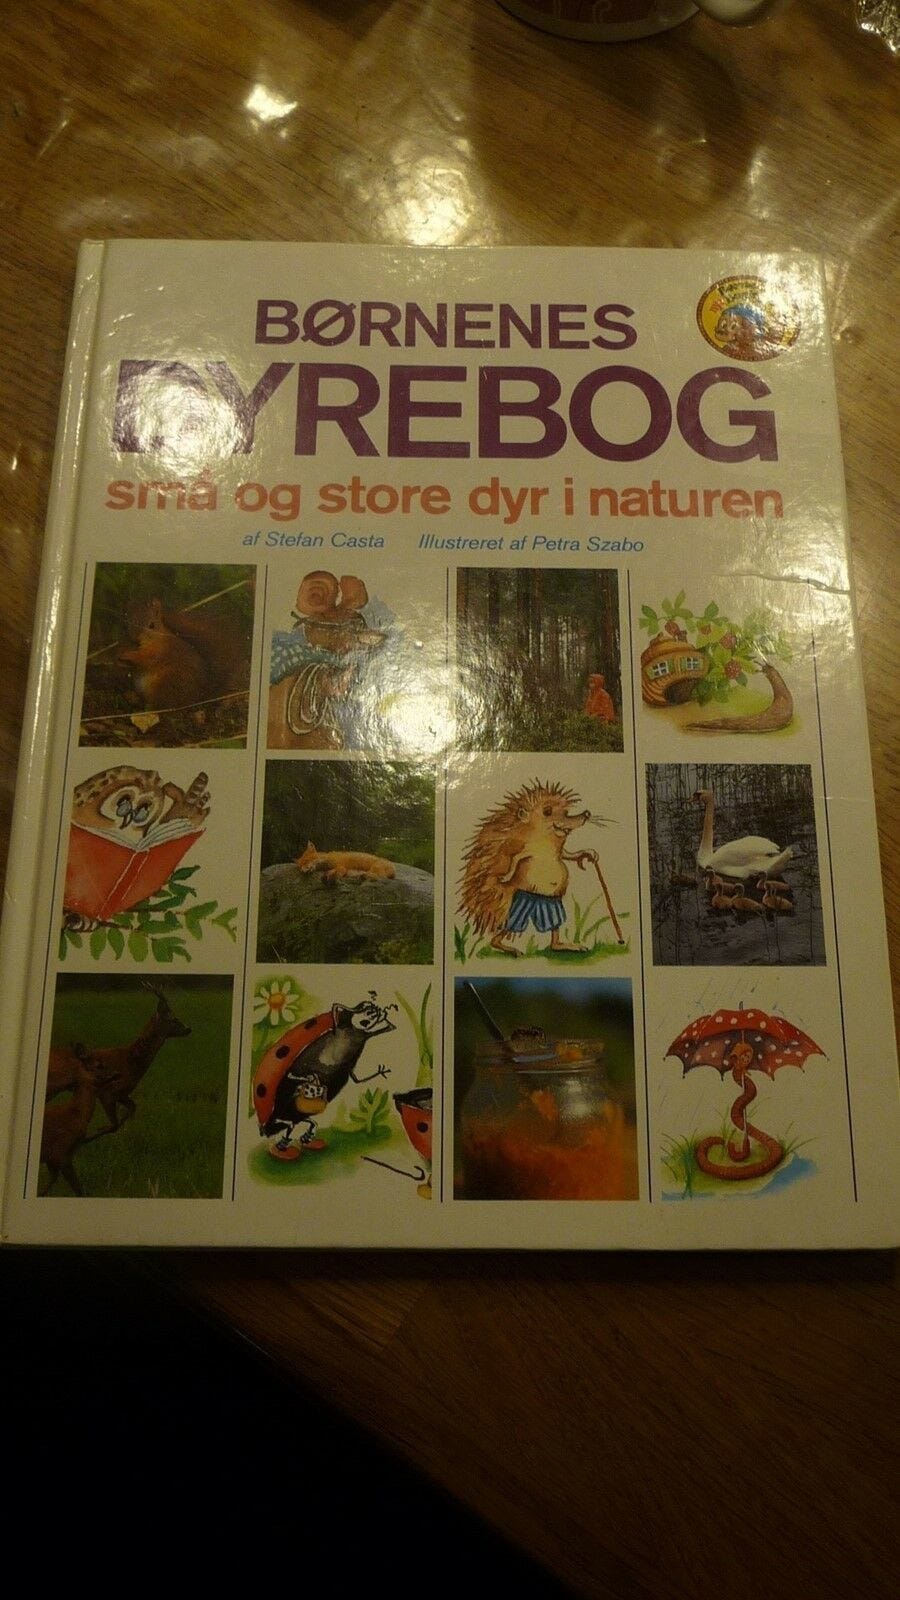 BØRNENES
DYREBOG
små og store dyr i naturen
af Stefan Casta Illustreret af Petra Szabo